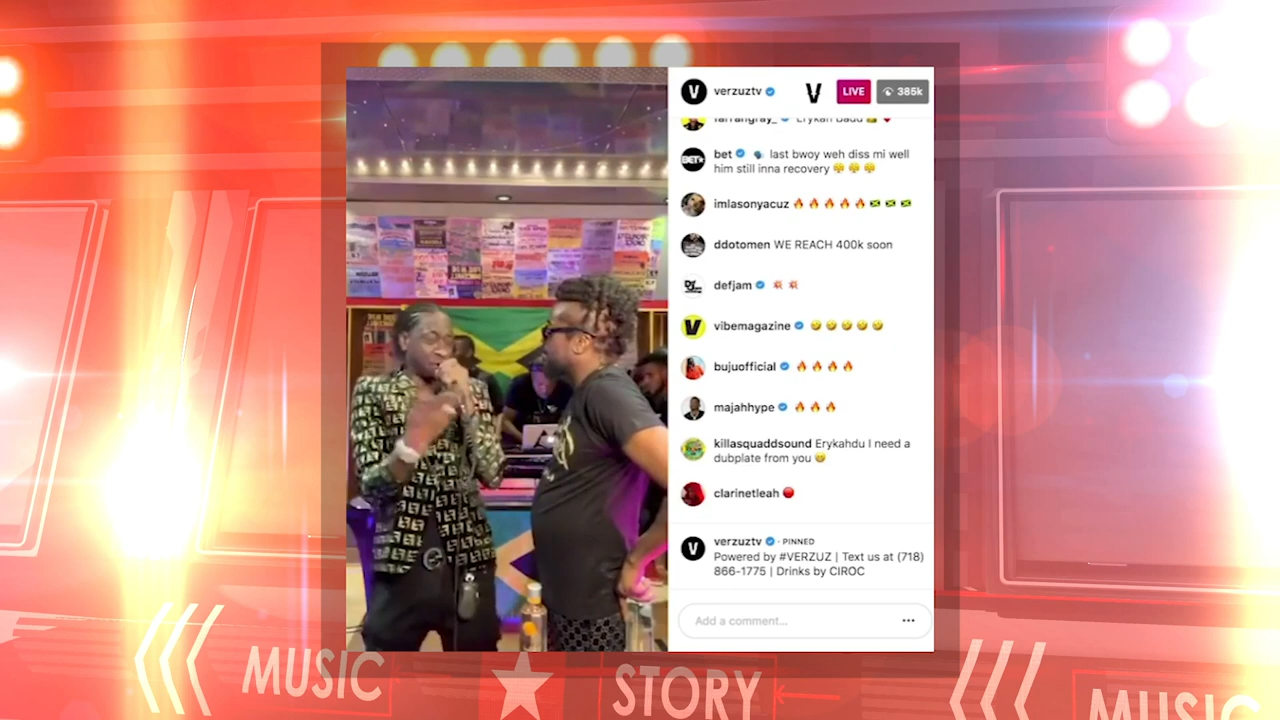 verzuztv
LIVE
385k
farrangray_ Erykah Badu
bet last bwoy weh diss mi well
him still inna recovery
imlasonyacuz
ddotomen WE REACH 400k soon
defjam
vibemagazine
bujuofficial
majahhype
killasquaddsound Erykahdu I need a
dubplate from you
clarinetleah
verzuztv · PINNED
Powered by #VERZUZ | Text us at (718)
866-1775 | Drinks by CIROC
Add a comment...
MUSIC
STORY
MUSIC